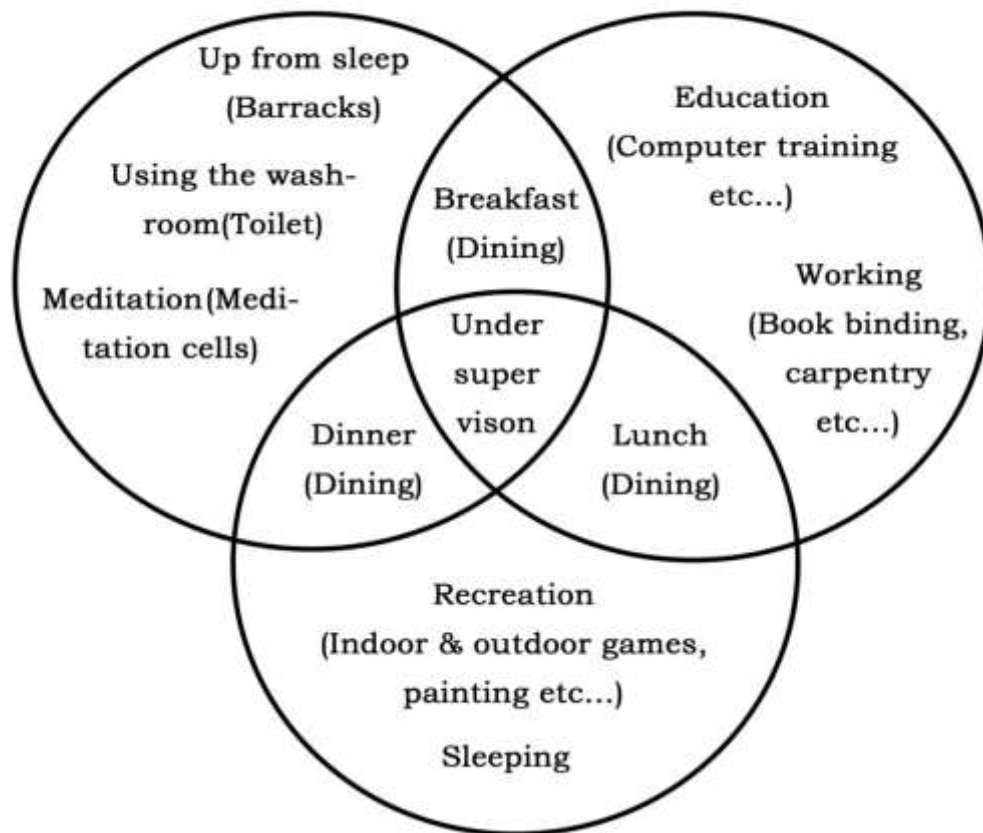 Up from sleep
(Barracks)
Using the wash-
room(Toilet)
Meditation(Medi-
tation cells)
Breakfast
(Dining)
Education
(Computer training
etc...)
Working
(Book binding,
carpentry
etc...)
Under
super
vison
Dinner
(Dining)
Lunch
(Dining)
Recreation
(Indoor & outdoor games,
painting etc...)
Sleeping